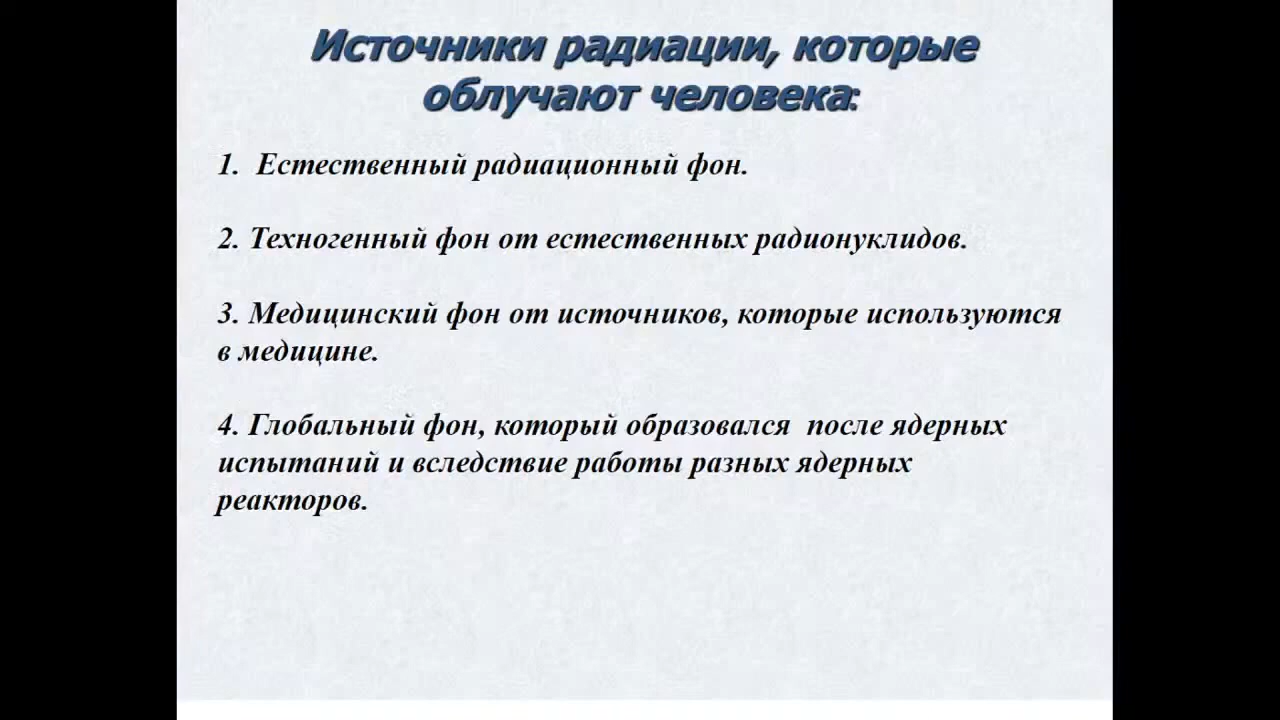 Источники радиации, которые
облучают человека:
1.  Естественный радиационный фон.
2. Техногенный фон от естественных радионуклидов.
3. Медицинский фон от источников, которые используются
в медицине.
4. Глобальный фон, который образовался  после ядерных
испытаний и вследствие работы разных ядерных
реакторов.